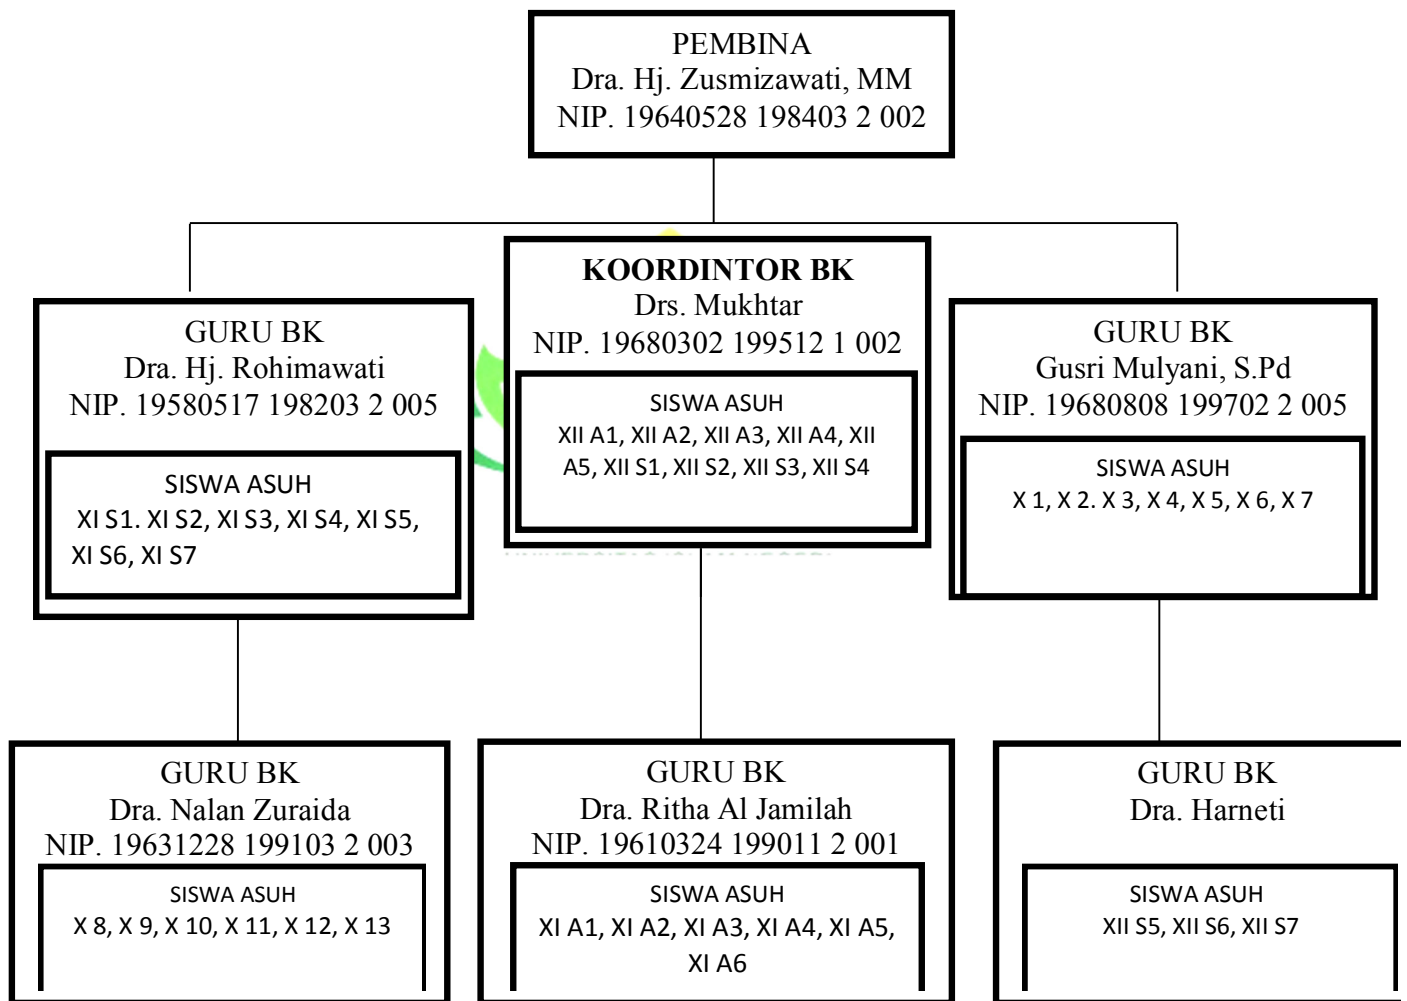 PEMBINA
Dra. Hj. Zusmizawati, MM
NIP. 19640528 198403 2 002
KOORDINTOR BK
Drs. Mukhtar
NIP. 19680302 199512 1 002
SISWA ASUH
XII A1, XII A2, XII A3, XII A4, XII
A5, XII S1, XII S2, XII S3, XII S4
GURU BK
Dra. Hj. Rohimawati
NIP. 19580517 198203 2 005
SISWA ASUH
XI S1. XI S2, XI S3, XI S4, XI S5,
XI S6, XI S7
GURU BK
Gusri Mulyani, S.Pd
NIP. 19680808 199702 2 005
SISWA ASUH
X 1, X 2. X 3, X 4, X 5, X 6, X 7
GURU BK
Dra. Nalan Zuraida
NIP. 19631228 199103 2 003
SISWA ASUH
X 8, X 9, X 10, X 11, X 12, X 13
GURU BK
Dra. Ritha Al Jamilah
NIP. 19610324 199011 2 001
SISWA ASUH
XI A1, XI A2, XI A3, XI A4, XI A5,
XI A6
GURU BK
Dra. Harneti
SISWA ASUH
XII S5, XII S6, XII S7